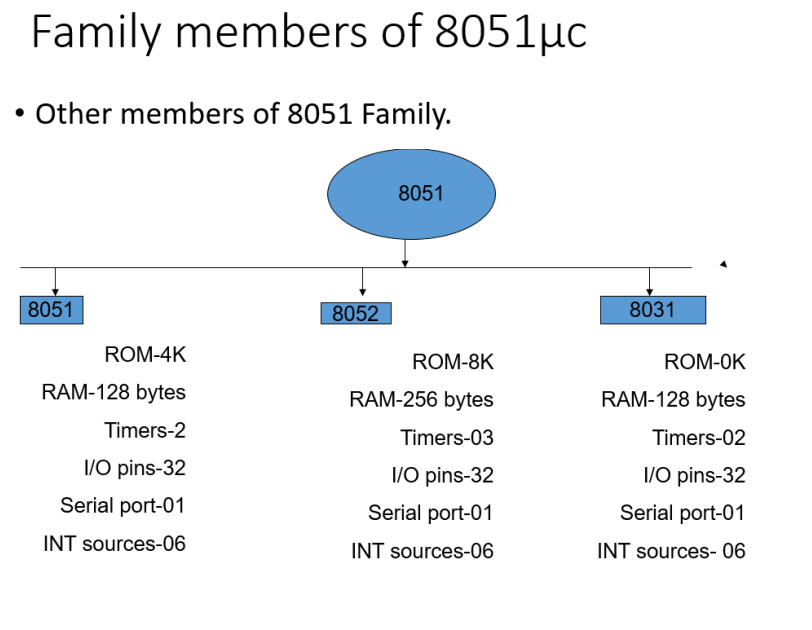 Family members of 8051µc
• Other members of 8051 Family.
8051
8051
8052
8031
ROM-4K
RAM-128 bytes
Timers-2
I/O pins-32
Serial port-01
INT sources-06
ROM-8K
RAM-256 bytes
Timers-03
I/O pins-32
Serial port-01
INT sources-06
ROM-0K
RAM-128 bytes
Timers-02
I/O pins-32
Serial port-01
INT sources- 06